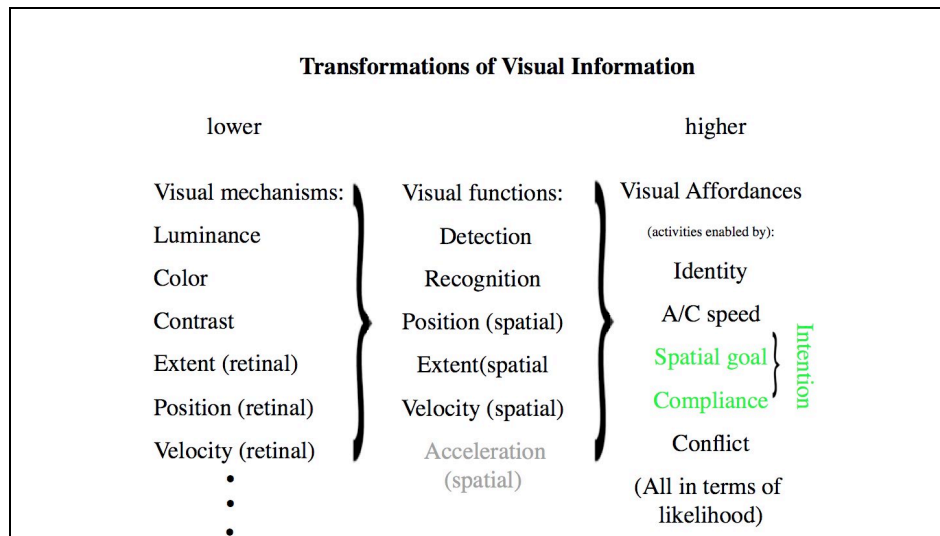 Transformations of Visual Information
lower
higher
Visual mechanisms:
Luminance
Color
Contrast
Extent (retinal)
Position (retinal)
Velocity (retinal)
Visual functions:
Detection
Recognition
Position (spatial)
Extent(spatial
Velocity (spatial)
Acceleration
(spatial)
Visual Affordances
(activities enabled by):
Identity
A/C speed
Spatial goal
Compliance
Intention
Conflict
(All in terms of
likelihood)